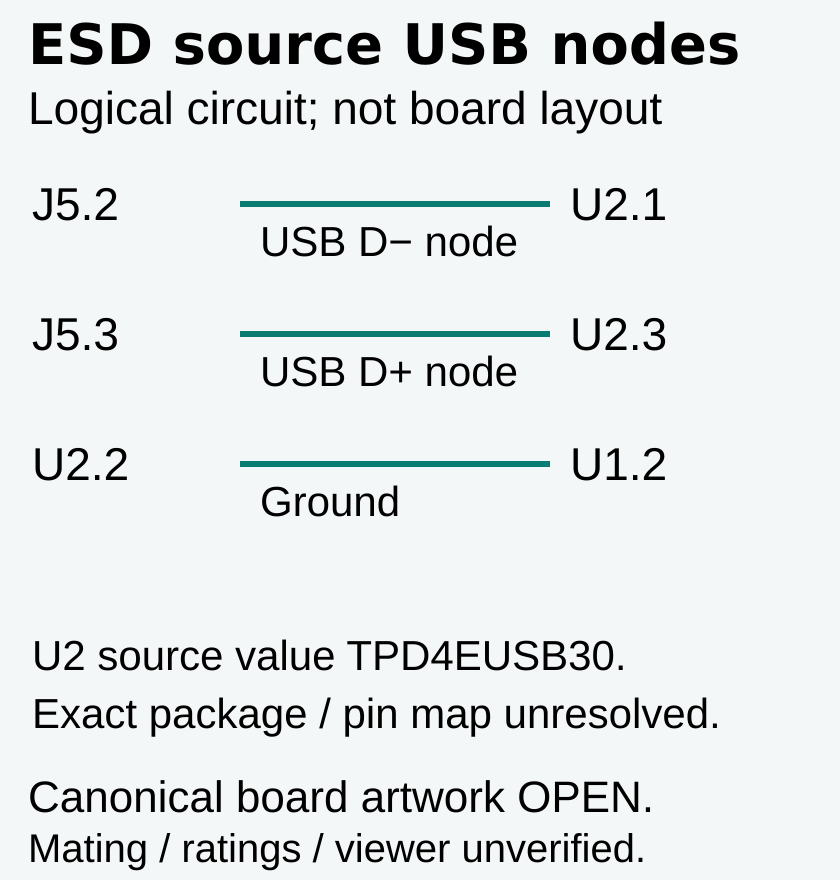 ESD source USB nodes
Logical circuit; not board layout
J5.2 U2.1
USB D− node
J5.3 U2.3
USB D+ node
U2.2 U1.2
Ground
U2 source value TPD4EUSB30.
Exact package / pin map unresolved.
Canonical board artwork OPEN.
Mating / ratings / viewer unverified.